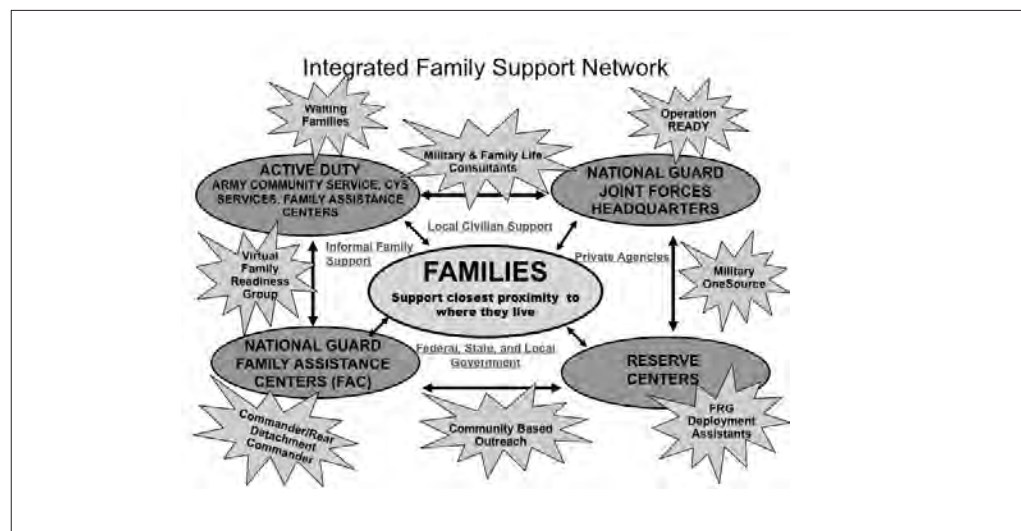 Integrated Family Support Network
Waiting
Families
Operation
READY
Military & Family Life
Consultants
ACTIVE DUTY
ARMY COMMUNITY SERVICE, CYS
SERVICES, FAMILY ASSISTANCE
CENTERS
NATIONAL GUARD
JOINT FORCES
HEADQUARTERS
Local Civilian Support
Informal Family
Support
Private Agencies
Virtual
Family
Readiness
Group
FAMILIES
Support closest proximity to
where they live
Military
OneSource
NATIONAL GUARD
FAMILY ASSISTANCE
CENTERS (FAC)
Federal, State, and Local
Government
RESERVE
CENTERS
Commander/Rear
Detachment
Commander
Community Based
Outreach
FRG
Deployment
Assistants